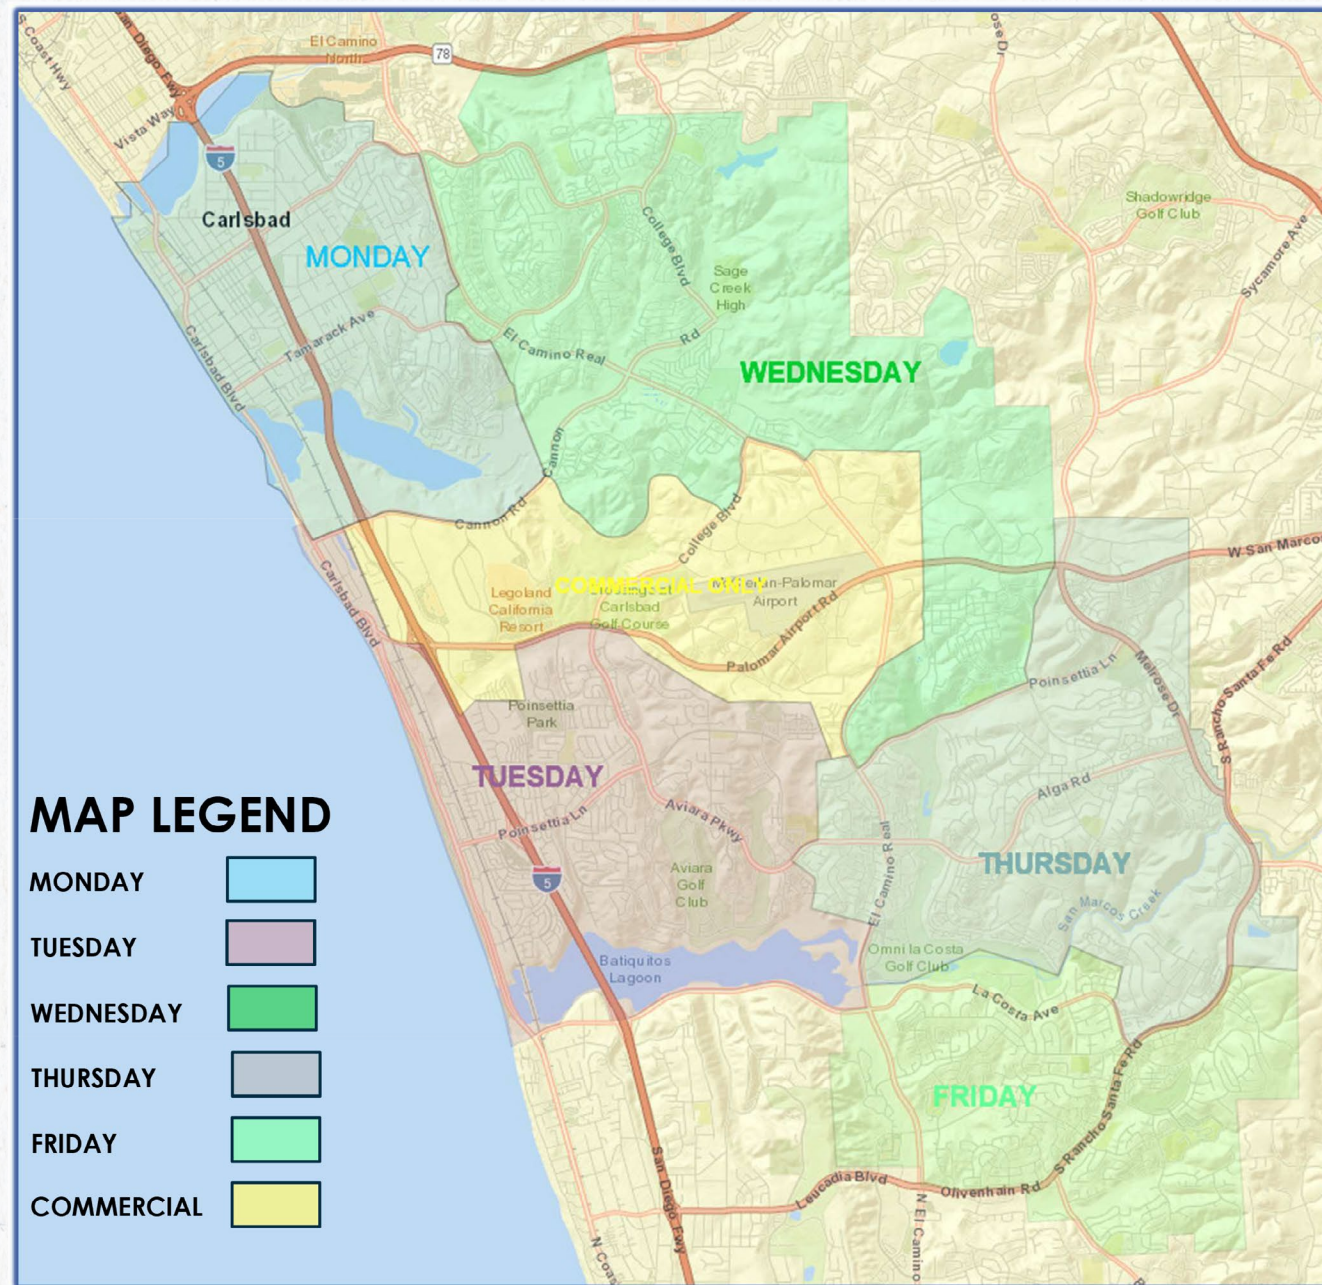 El Camino
North
78
San Diego Fwy
S Coast Hwy
Vista Way
5
Carlsbad
MONDAY
College Blvd
Sage
Creek
High
Shadowridge
Golf Club
Sycamore Ave
Tamarack Ave
Carlsbad Blvd
El Camino Real
Rd
WEDNESDAY
Cannon
Cannon Rd
College Blvd
W San Marco
Carlsbad Blvd
Legoland
California
Resort
COMMERCIAL ONLY
Carlsbad
Golf Course
Airport
Palomar Airport Rd
Poinsettia Ln
Melrose Dr
S Rancho Santa Fe Rd
Poinsettia
Park
TUESDAY
Poinsettia Ln
Aviara Pkwy
Alga Rd
El Camino Real
THURSDAY
Aviara
Golf
Club
5
San Marcos Creek
Omni la Costa
Golf Club
Batiquitos
Lagoon
La Costa Ave
FRIDAY
S Rancho Santa Fe Rd
San Diego Fwy
Leucadia Blvd
Olivenhain Rd
N El Camino
N Coas
MAP LEGEND
MONDAY
TUESDAY
WEDNESDAY
THURSDAY
FRIDAY
COMMERCIAL